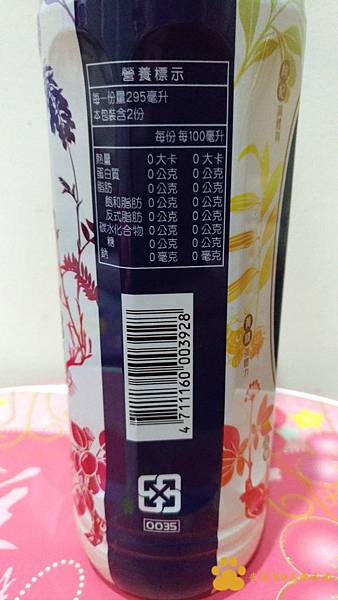 營養標示
每一份量295毫升
本包裝含2份
每份 每100毫升
熱量 0大卡 0大卡
蛋白質 0公克 0公克
脂肪 0公克 0公克
飽和脂肪 0公克 0公克
反式脂肪 0公克 0公克
碳水化合物 0公克 0公克
糖 0公克 0公克
鈉 0毫克 0毫克
4 711160 003928
0035